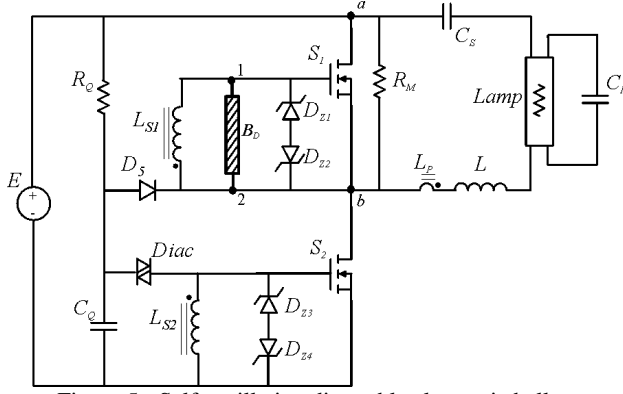 a
C_S
S_1
1
R_Q
R_M
Lamp
D_Z1
L_S1
B_D
D_Z2
L_P
L
D_5
E
2
b
+
-
S_2
Diac
C_Q
D_Z3
L_S2
D_Z4